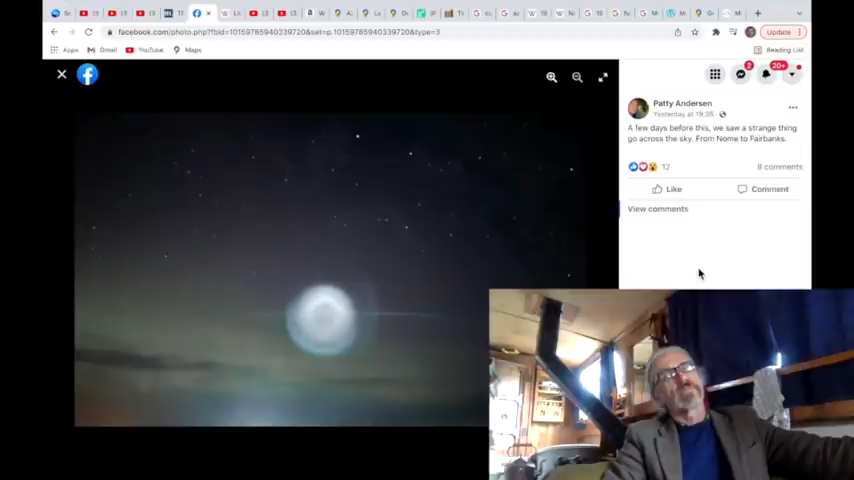 Update
facebook.com/photo.php?fbid=10159785940339720&set=p.10159785940339720&type=3
Apps
Gmail
YouTube
Maps
Reading List
2
20+
Patty Andersen
Yesterday at 19:35
A few days before this, we saw a strange thing
go across the sky. From Nome to Fairbanks.
12
8 comments
Like
Comment
View comments